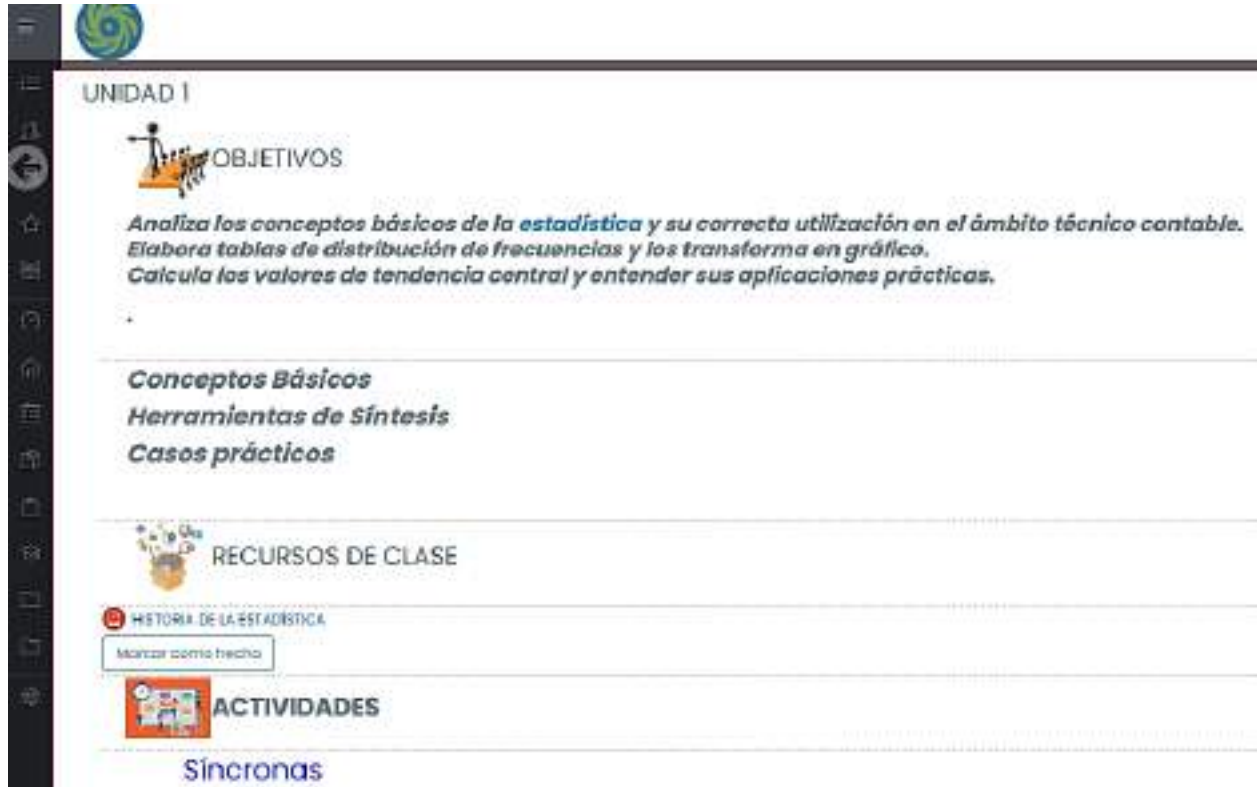 UNIDAD 1
OBJETIVOS
Analiza los conceptos básicos de la estadística y su correcta utilización en el ámbito técnico contable.
Elabora tablas de distribución de frecuencias y los transforma en gráfico.
Calcula los valores de tendencia central y entender sus aplicaciones prácticas.
.
Conceptos Básicos
Herramientas de Síntesis
Casos prácticos
RECURSOS DE CLASE
HISTORIA DE LA ESTADÍSTICA
Marcar como hecho
ACTIVIDADES
Síncronas